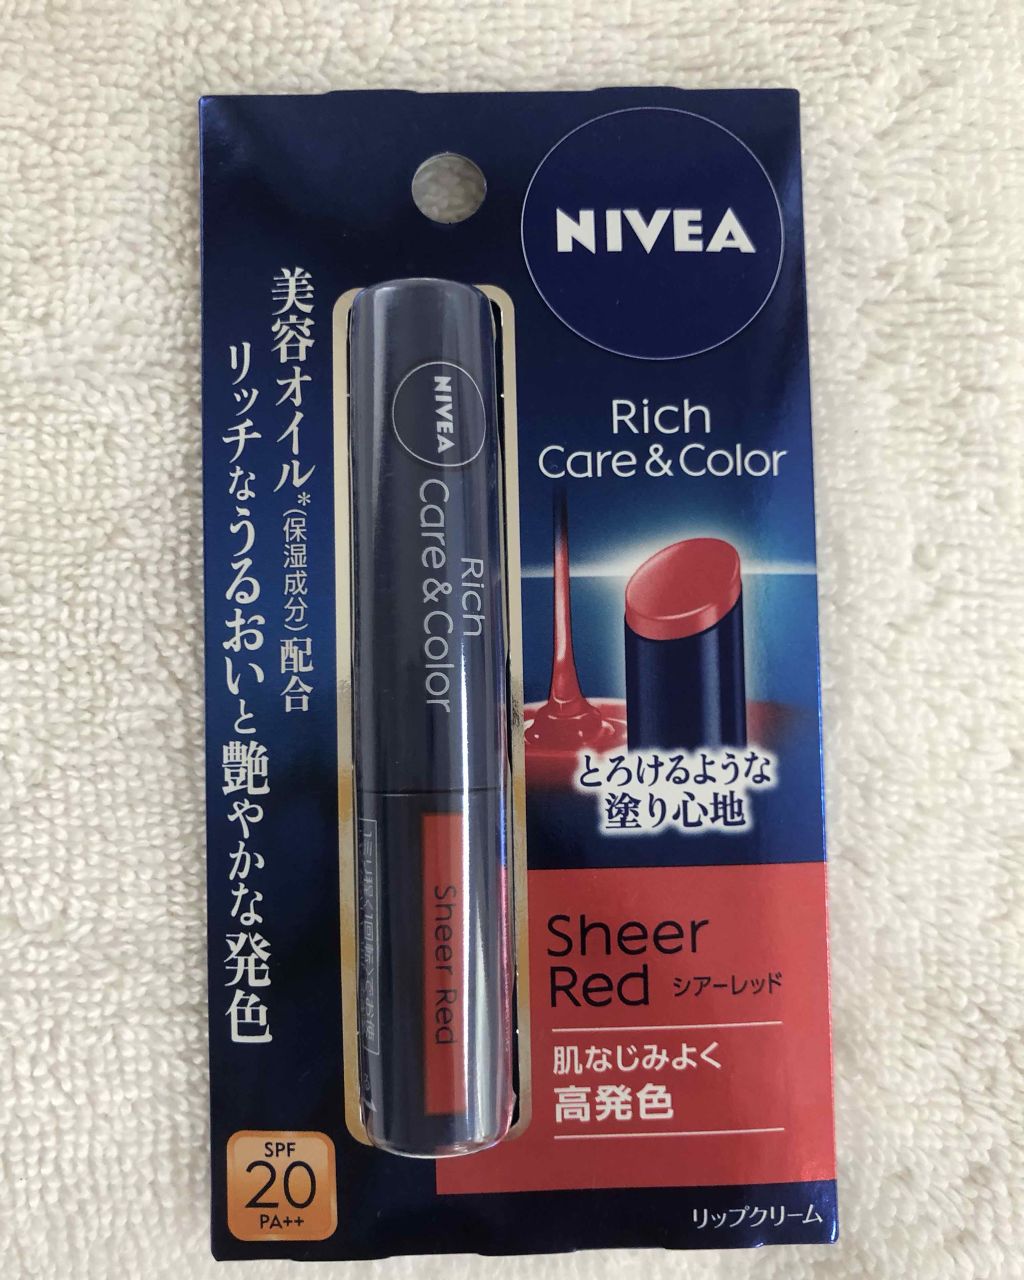 NIVEA
Rich
Care & Color
美容オイル*(保湿成分)配合
リッチなうるおいと艶やかな発色
NIVEA
Rich
Care & Color
Sheer Red
とろけるような
塗り心地
Sheer
Red シアーレッド
肌なじみよく
高発色
SPF
20
PA++
リップクリーム